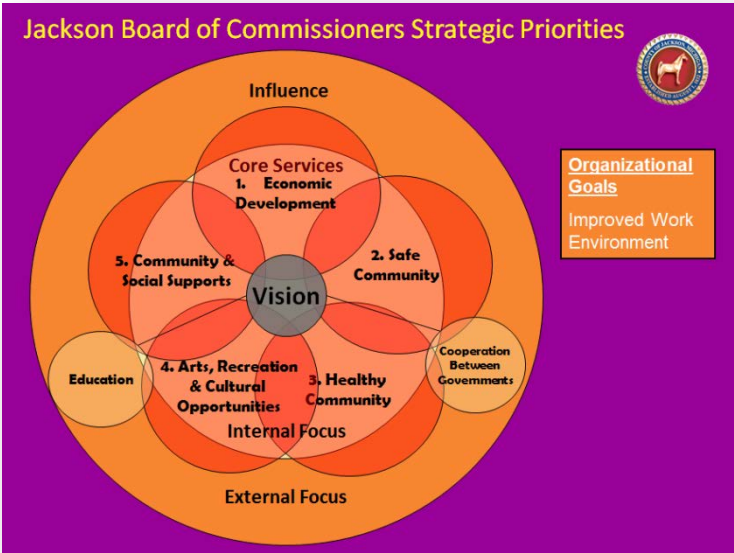 Jackson Board of Commissioners Strategic Priorities
Influence
Core Services
1. Economic
Development
2. Safe
Community
5. Community &
Social Supports
Vision
Education
4. Arts, Recreation
& Cultural
Opportunities
3. Healthy
Community
Cooperation
Between
Governments
Internal Focus
External Focus
Organizational
Goals
Improved Work
Environment